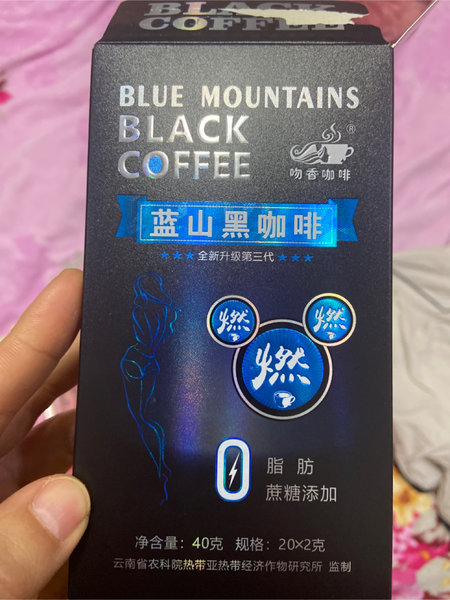 BLACK
COFFEE
BLUE MOUNTAINS
BLACK
COFFEE
®
吻香咖啡
蓝山黑咖啡
★★★全新升级第三代★★★
燃
燃
燃
0
脂肪
蔗糖添加
净含量：40克 规格：20×2克
云南省农科院热带亚热带经济作物研究所 监制